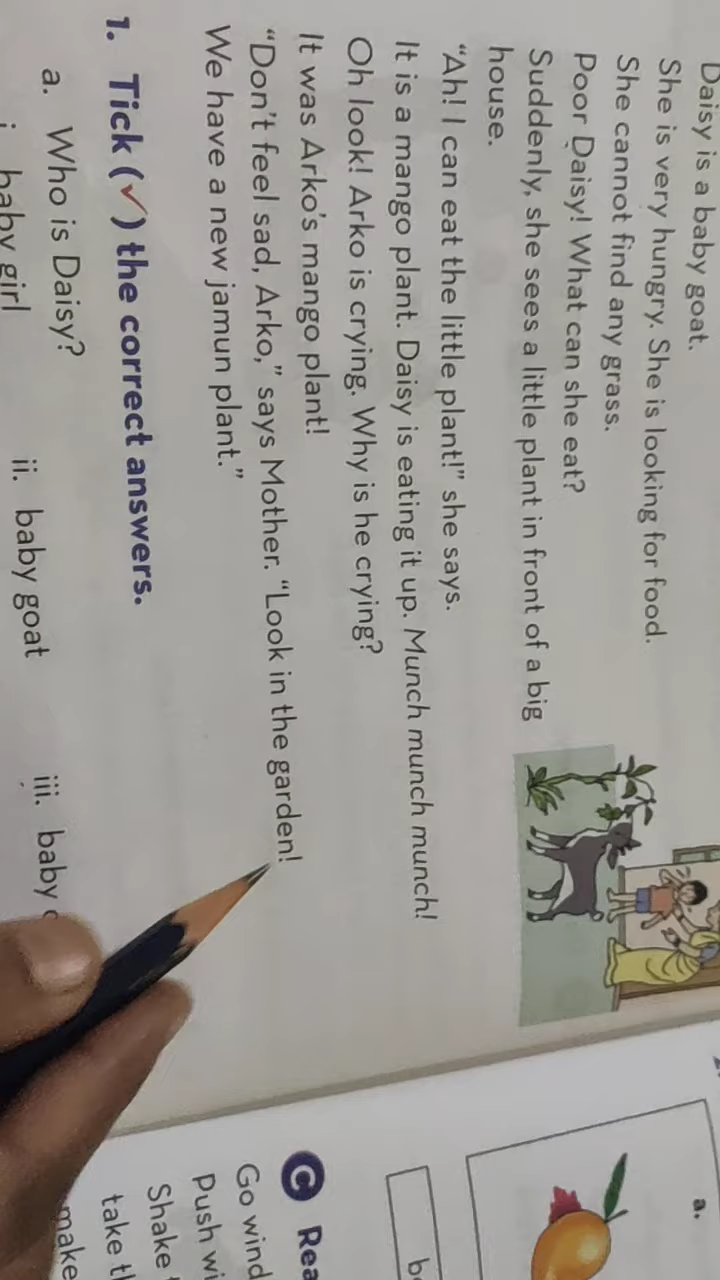 Daisy is a baby goat.
She is very hungry. She is looking for food.
She cannot find any grass.
Poor Daisy! What can she eat?
Suddenly, she sees a little plant in front of a big
house.
"Ah! I can eat the little plant!" she says.
It is a mango plant. Daisy is eating it up. Munch munch munch!
Oh look! Arko is crying. Why is he crying?
It was Arko's mango plant!
"Don't feel sad, Arko," says Mother. "Look in the garden!
We have a new jamun plant."
1. Tick (✓) the correct answers.
a. Who is Daisy?
i. baby girl ii. baby goat iii. baby
a.
C
Go wind
Push
Shake
make